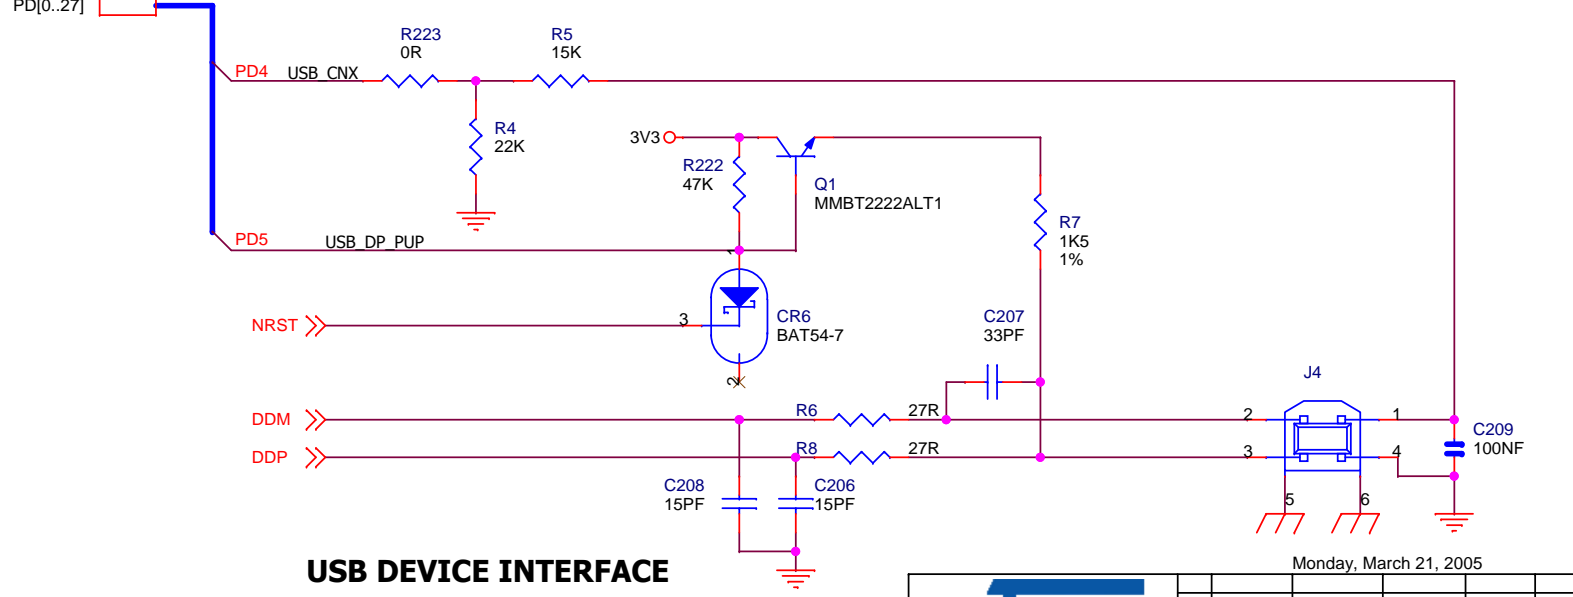 PD[0..27]
R223
0R
R5
15K
PD4
USB_CNX
R4
22K
3V3
R222
47K
Q1
MMBT2222ALT1
R7
1K5
1%
PD5
USB_DP_PUP
1
NRST
3
CR6
BAT54-7
2
C207
33PF
J4
DDM
R6
27R
2
1
C209
100NF
DDP
R8
27R
3
4
C208
15PF
C206
15PF
5
6
USB DEVICE INTERFACE
Monday, March 21, 2005